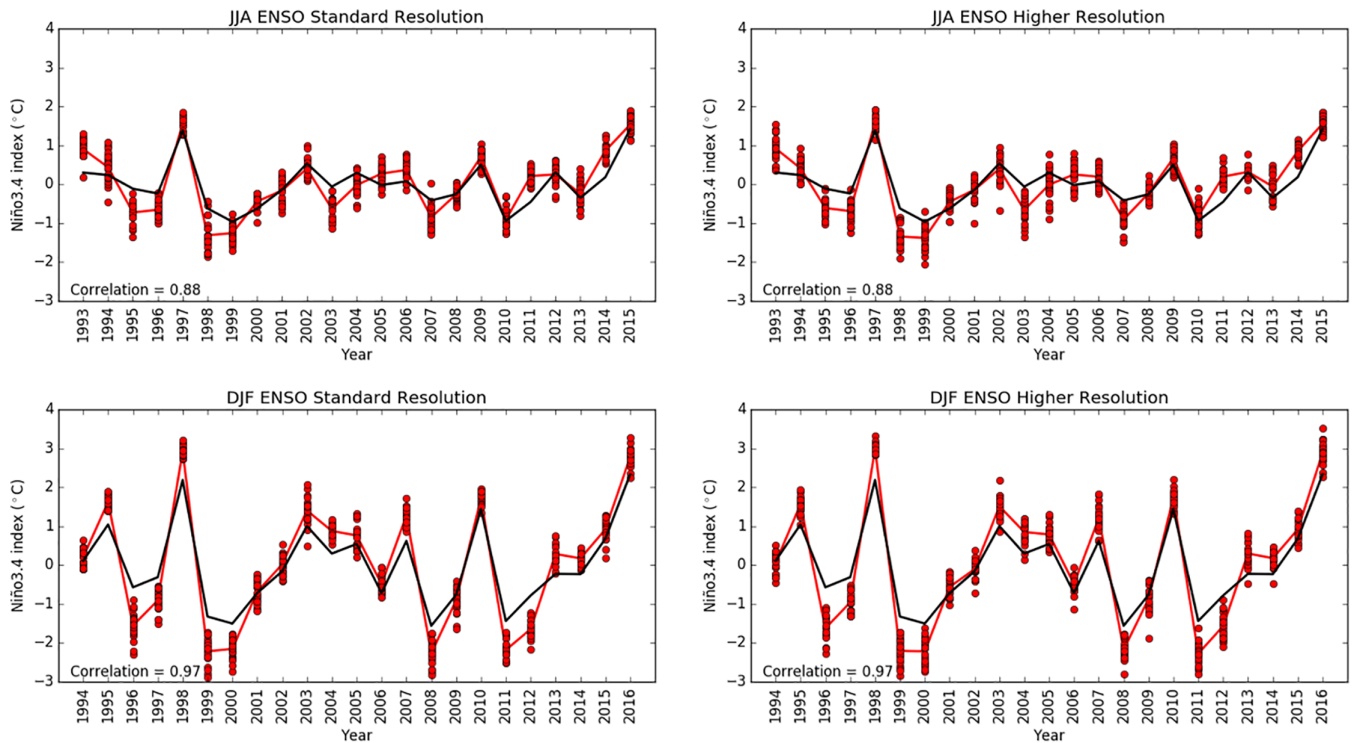 JJA ENSO Standard Resolution
4
3
2
1
0
−1
−2
−3
Niño3.4 index (°C)
Correlation = 0.88
1993 1994 1995 1996 1997 1998 1999 2000 2001 2002 2003 2004 2005 2006 2007 2008 2009 2010 2011 2012 2013 2014 2015
Year
JJA ENSO Higher Resolution
4
3
2
1
0
−1
−2
−3
Niño3.4 index (°C)
Correlation = 0.88
1993 1994 1995 1996 1997 1998 1999 2000 2001 2002 2003 2004 2005 2006 2007 2008 2009 2010 2011 2012 2013 2014 2015
Year
DJF ENSO Standard Resolution
4
3
2
1
0
−1
−2
−3
Niño3.4 index (°C)
Correlation = 0.97
1994 1995 1996 1997 1998 1999 2000 2001 2002 2003 2004 2005 2006 2007 2008 2009 2010 2011 2012 2013 2014 2015 2016
Year
DJF ENSO Higher Resolution
4
3
2
1
0
−1
−2
−3
Niño3.4 index (°C)
Correlation = 0.97
1994 1995 1996 1997 1998 1999 2000 2001 2002 2003 2004 2005 2006 2007 2008 2009 2010 2011 2012 2013 2014 2015 2016
Year